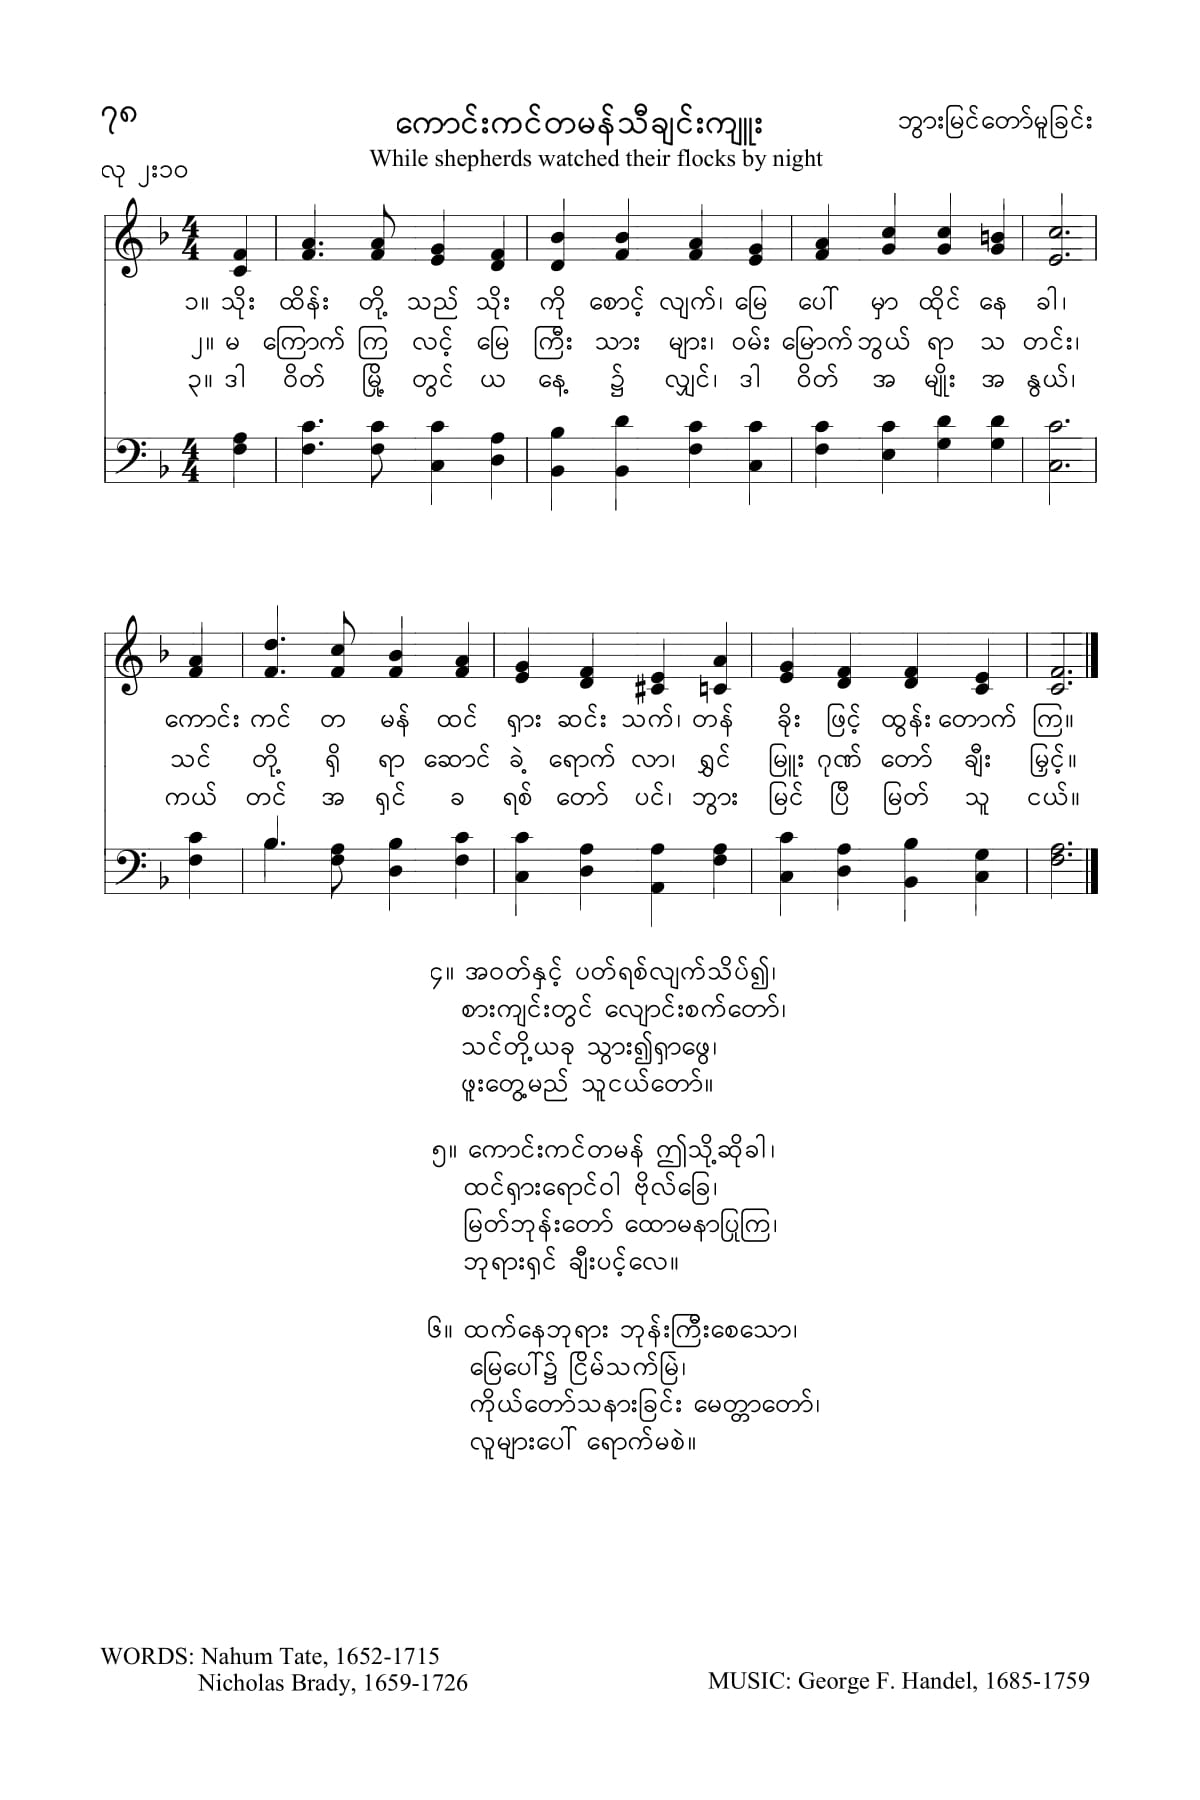 ၇၈
ကောင်းကင်တမန်သီချင်းကျူး
ဘွားမြင်တော်မူခြင်း
While shepherds watched their flocks by night
လု ၂း၁၀
၁။ သိုး ထိန်း တို့ သည် သိုး ကို စောင့် လျက်၊ မြေ ပေါ် မှာ ထိုင် နေ ခါ၊
၂။ မ ကြောက် ကြ လင့် မြေ ကြီး သား များ၊ ဝမ်း မြောက် ဘွယ် ရာ သ တင်း၊
၃။ ဒါ ဝိတ် မြို့ တွင် ယ နေ့ ၌ လျှင်၊ ဒါ ဝိတ် အ မျိုး အ နွယ်၊
ကောင်း ကင် တ မန် ထင် ရှား ဆင်း သက်၊ တန် ခိုး ဖြင့် ထွန်း တောက် ကြ။
သင် တို့ ရှိ ရာ ဆောင် ခဲ့ ရောက် လာ၊ ရွှင် မြူး ဂုဏ် တော် ချီး မြှင့်။
ကယ် တင် အ ရှင် ခ ရစ် တော် ပင်၊ ဘွား မြင် ပြီ မြတ် သူ ငယ်။
၄။ အဝတ်နှင့် ပတ်ရစ်လျက်သိပ်၍၊
စားကျင်းတွင် လျောင်းစက်တော်၊
သင်တို့ယခု သွား၍ရှာဖွေ၊
ဖူးတွေ့မည် သူငယ်တော်။
၅။ ကောင်းကင်တမန် ဤသို့ဆိုခါ၊
ထင်ရှားရောင်ဝါ ဗိုလ်ခြေ၊
မြတ်ဘုန်းတော် ထောမနာပြုကြ၊
ဘုရားရှင် ချီးပင့်လေ။
၆။ ထက်နေဘုရား ဘုန်းကြီးစေသော၊
မြေပေါ်၌ ငြိမ်သက်မြဲ၊
ကိုယ်တော်သနားခြင်း မေတ္တာတော်၊
လူများပေါ် ရောက်မစဲ။
WORDS: Nahum Tate, 1652-1715
Nicholas Brady, 1659-1726
MUSIC: George F. Handel, 1685-1759